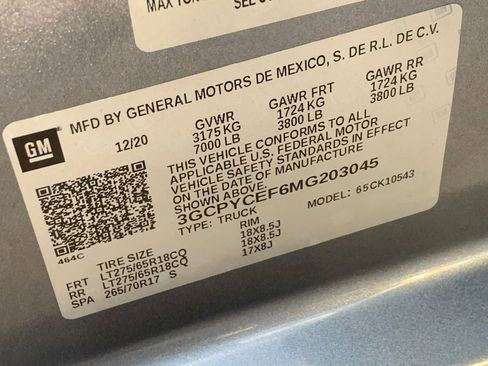 MAX
SEE
MFD BY GENERAL MOTORS DE MEXICO, S. DE R.L. DE C.V.
GM
12/20 GVWR GAWR FRT GAWR RR
3175 KG 1724 KG 1724 KG
7000 LB 3800 LB 3800 LB
THIS VEHICLE CONFORMS TO ALL
APPLICABLE U.S. FEDERAL MOTOR
VEHICLE SAFETY STANDARDS IN EFFECT
ON THE DATE OF MANUFACTURE SHOWN ABOVE.
3GCPYCEF6MG203045
TYPE: TRUCK MODEL: 65CK10543
464C
TIRE SIZE RIM
FRT LT275/65R18CQ 18X8.5J
RR LT275/65R18CQ 18X8.5J
SPA 265/70R17 S 17X8J